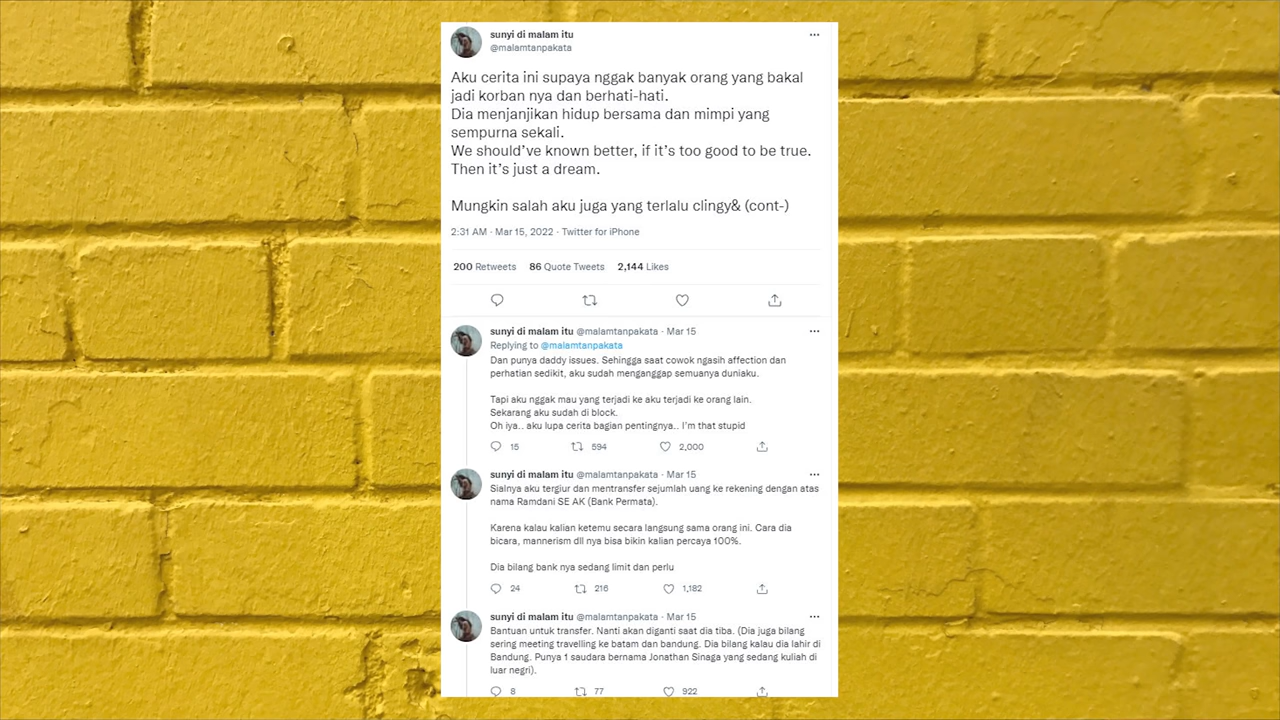 sunyi di malam itu
@malamtanpakata
Aku cerita ini supaya nggak banyak orang yang bakal
jadi korban nya dan berhati-hati.
Dia menjanjikan hidup bersama dan mimpi yang
sempurna sekali.
We should’ve known better, if it’s too good to be true.
Then it’s just a dream.
Mungkin salah aku juga yang terlalu clingy& (cont-)
2:31 AM · Mar 15, 2022 · Twitter for iPhone
200 Retweets 86 Quote Tweets 2,144 Likes
sunyi di malam itu @malamtanpakata · Mar 15
Replying to @malamtanpakata
Dan punya daddy issues. Sehingga saat cowok ngasih affection dan
perhatian sedikit, aku sudah menganggap semuanya duniaku.
Tapi aku nggak mau yang terjadi ke aku terjadi ke orang lain.
Sekarang aku sudah di block.
Oh iya.. aku lupa cerita bagian pentingnya.. I’m that stupid
15 594 2,000
sunyi di malam itu @malamtanpakata · Mar 15
Sialnya aku tergiur dan mentransfer sejumlah uang ke rekening dengan atas
nama Ramdani SE AK (Bank Permata).
Karena kalau kalian ketemu secara langsung sama orang ini. Cara dia
bicara, mannerism dll nya bisa bikin kalian percaya 100%.
Dia bilang bank nya sedang limit dan perlu
24 216 1,182
sunyi di malam itu @malamtanpakata · Mar 15
Bantuan untuk transfer. Nanti akan diganti saat dia tiba. (Dia juga bilang
sering meeting travelling ke batam dan bandung. Dia bilang kalau dia lahir di
Bandung. Punya 1 saudara bernama Jonathan Sinaga yang sedang kuliah di
luar negri).
8 77 922